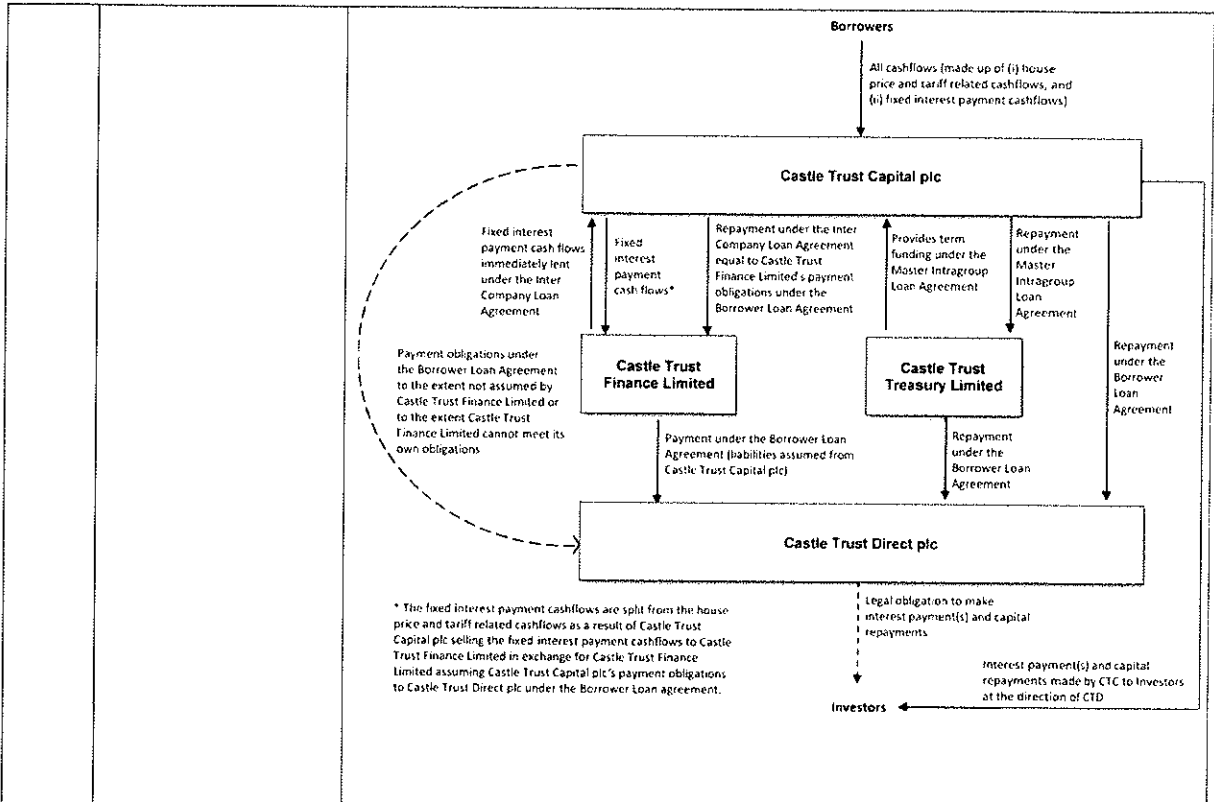 Borrowers
All cashflows (made up of (i) house
price and tariff related cashflows, and
(ii) fixed interest payment cashflows)
Castle Trust Capital plc
Fixed interest
payment cash flows
immediately lent
under the Inter
Company Loan
Agreement
Fixed
interest
payment
cash flows*
Repayment under the Inter
Company Loan Agreement
equal to Castle Trust
Finance Limited's payment
obligations under the
Borrower Loan Agreement
Provides term
funding under the
Master Intragroup
Loan Agreement
Repayment
under the
Master
Intragroup
Loan
Agreement
Repayment
under the
Borrower
Loan
Agreement
Payment obligations under
the Borrower Loan Agreement
to the extent not assumed by
Castle Trust Finance Limited or
to the extent Castle Trust
Finance Limited cannot meet its
own obligations
Castle Trust
Finance Limited
Castle Trust
Treasury Limited
Payment under the Borrower Loan
Agreement (liabilities assumed from
Castle Trust Capital plc)
Repayment
under the
Borrower Loan
Agreement
Castle Trust Direct plc
* The fixed interest payment cashflows are split from the house
price and tariff related cashflows as a result of Castle Trust
Capital plc selling the fixed interest payment cashflows to Castle
Trust Finance Limited in exchange for Castle Trust Finance
Limited assuming Castle Trust Capital plc's payment obligations
to Castle Trust Direct plc under the Borrower Loan agreement.
Legal obligation to make
interest payment(s) and capital
repayments
Interest payment(s) and capital
repayments made by CTC to Investors
at the direction of CTD
Investors